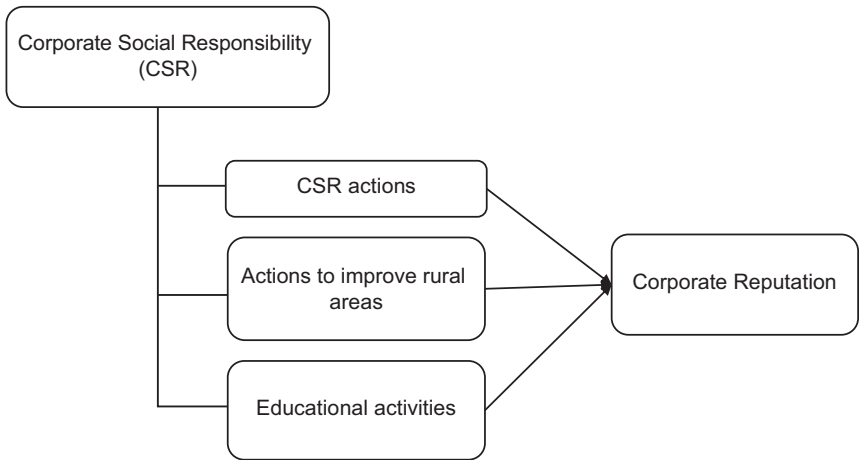 Corporate Social Responsibility
(CSR)
CSR actions
Actions to improve rural
areas
Educational activities
Corporate Reputation